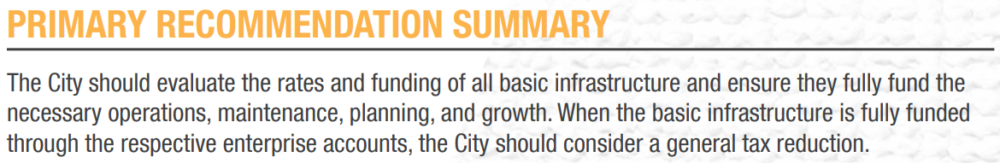 PRIMARY RECOMMENDATION SUMMARY
The City should evaluate the rates and funding of all basic infrastructure and ensure they fully fund the
necessary operations, maintenance, planning, and growth. When the basic infrastructure is fully funded
through the respective enterprise accounts, the City should consider a general tax reduction.